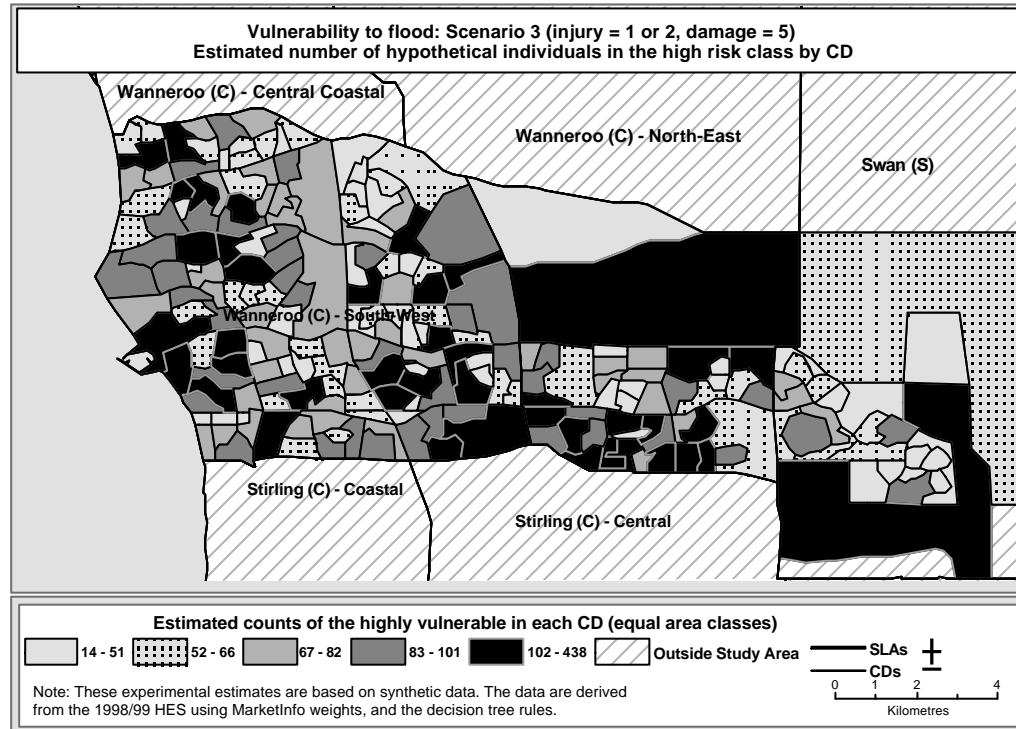 Vulnerability to flood: Scenario 3 (injury = 1 or 2, damage = 5)
Estimated number of hypothetical individuals in the high risk class by CD
Wanneroo (C) - Central Coastal
Wanneroo (C) - North-East
Swan (S)
Wanneroo (C) - South-West
Stirling (C) - Coastal
Stirling (C) - Central
Estimated counts of the highly vulnerable in each CD (equal area classes)
14 - 51 52 - 66 67 - 82 83 - 101 102 - 438 Outside Study Area
SLAs
CDs
Note: These experimental estimates are based on synthetic data. The data are derived
from the 1998/99 HES using MarketInfo weights, and the decision tree rules.
0 1 2 4
Kilometres